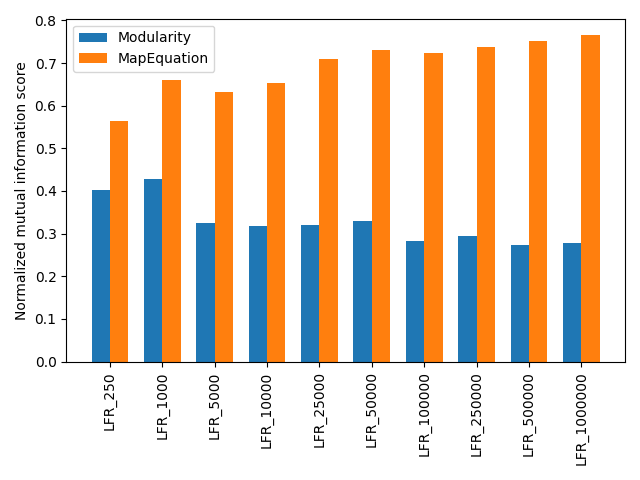 Modularity
MapEquation
Normalized mutual information score
0.8
0.7
0.6
0.5
0.4
0.3
0.2
0.1
0.0
LFR_250
LFR_1000
LFR_5000
LFR_10000
LFR_25000
LFR_50000
LFR_100000
LFR_250000
LFR_500000
LFR_1000000